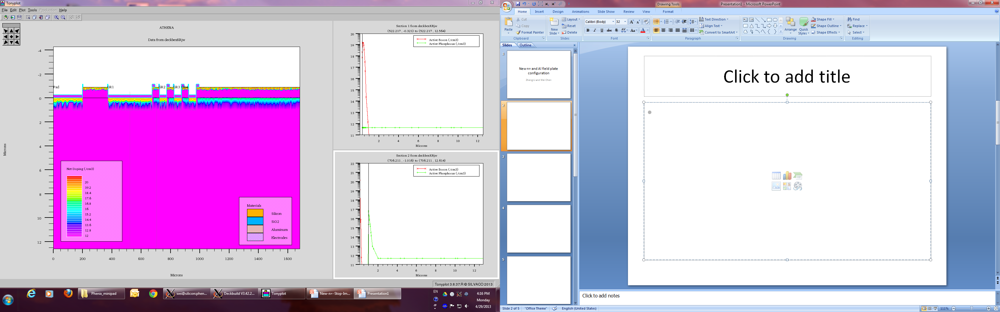 Tonyplot
File Edit Plot Tools Production Help
ATHENA
Data from deckbexKRjw
-4
-2
0
2
4
6
8
10
12
Microns
Pad
GR1
GR2
GR3
GR4
Net Doping (/cm3)
20
19.2
18.4
17.6
16.8
16
15.2
14.4
13.6
12.8
12
Materials
Silicon
SiO2
Aluminum
Electrodes
0 200 400 600 800 1000 1200 1400 1600
Microns
Section 1 from deckbexKRjw
(522.217 , -0.321) to (522.217 , 12.564)
Active Boron (/cm3)
Active Phosphorus (/cm3)
20
19
18
17
16
15
14
13
12
11
2 4 6 8 10 12
Microns
Section 2 from deckbexKRjw
(706.211 , -1.016) to (706.211 , 12.614)
Active Boron (/cm3)
Active Phosphorus (/cm3)
22
21
20
19
18
17
16
15
14
13
12
11
2 4 6 8 10 12
Microns
Tonyplot 3.8.37.R © SILVACO 2013
Phenix_minipad
wei@silicon:phen...
Deckbuild V3.42.2...
Tonyplot
New-n+-Stop-Im...
Presentation1
EN
4:16 PM
Monday
4/29/2013
Drawing Tools
Presentation1 - Microsoft PowerPoint
Home Insert Design Animations Slide Show Review View Format
Paste
Cut
Copy
Format Painter
Clipboard
New
Slide
Layout
Reset
Delete
Slides
Calibri (Body) 32
B I U abc S AV Aa A
Font
Text Direction
Align Text
Convert to SmartArt
Paragraph
Arrange
Quick
Styles
Shape Fill
Shape Outline
Shape Effects
Drawing
Find
Replace
Select
Editing
Slides Outline
1
New n+ and Al field plate
configuration
Zheng Li and Wei Chen
2
3
4
5
Click to add title
Click to add notes
Slide 2 of 5 "Office Theme" English (United States) 111%